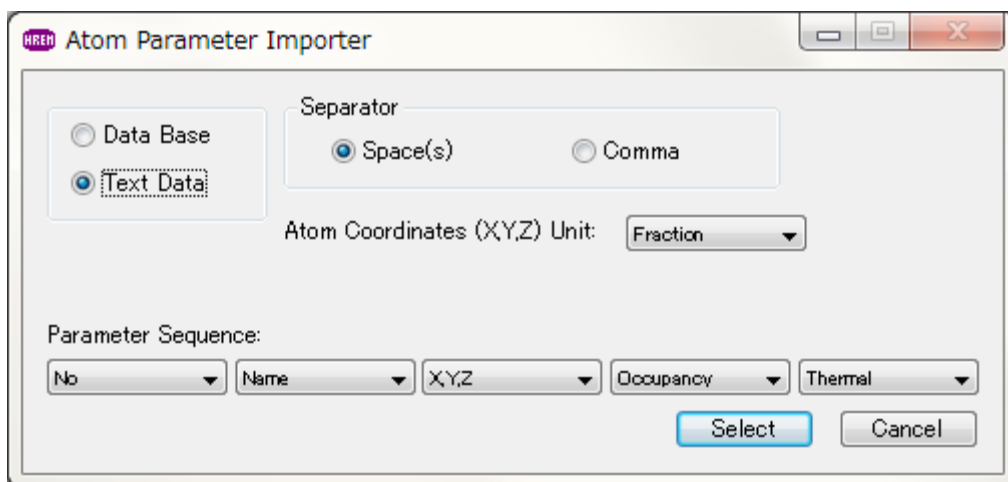 HREM Atom Parameter Importer
Data Base
Text Data
Separator
Space(s) Comma
Atom Coordinates (X,Y,Z) Unit: Fraction
Parameter Sequence:
No Name X,Y,Z Occupancy Thermal
Select Cancel